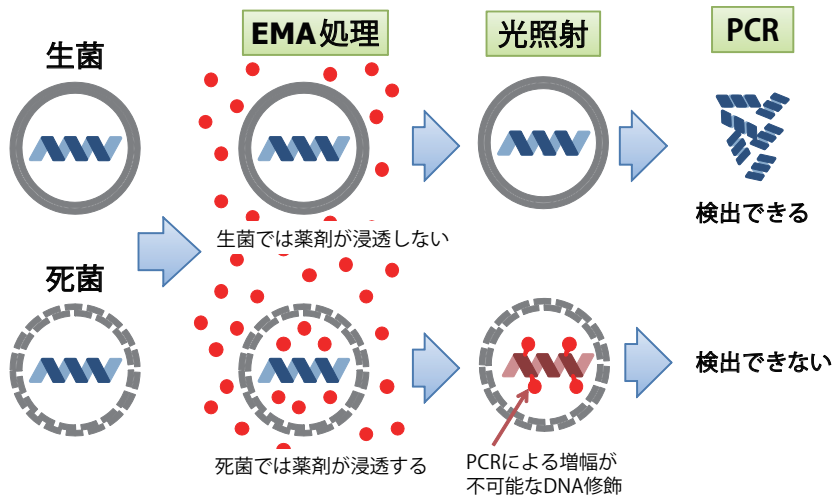 EMA処理
光照射
PCR
生菌
検出できる
生菌では薬剤が浸透しない
死菌
検出できない
死菌では薬剤が浸透する
PCRによる増幅が
不可能なDNA修飾